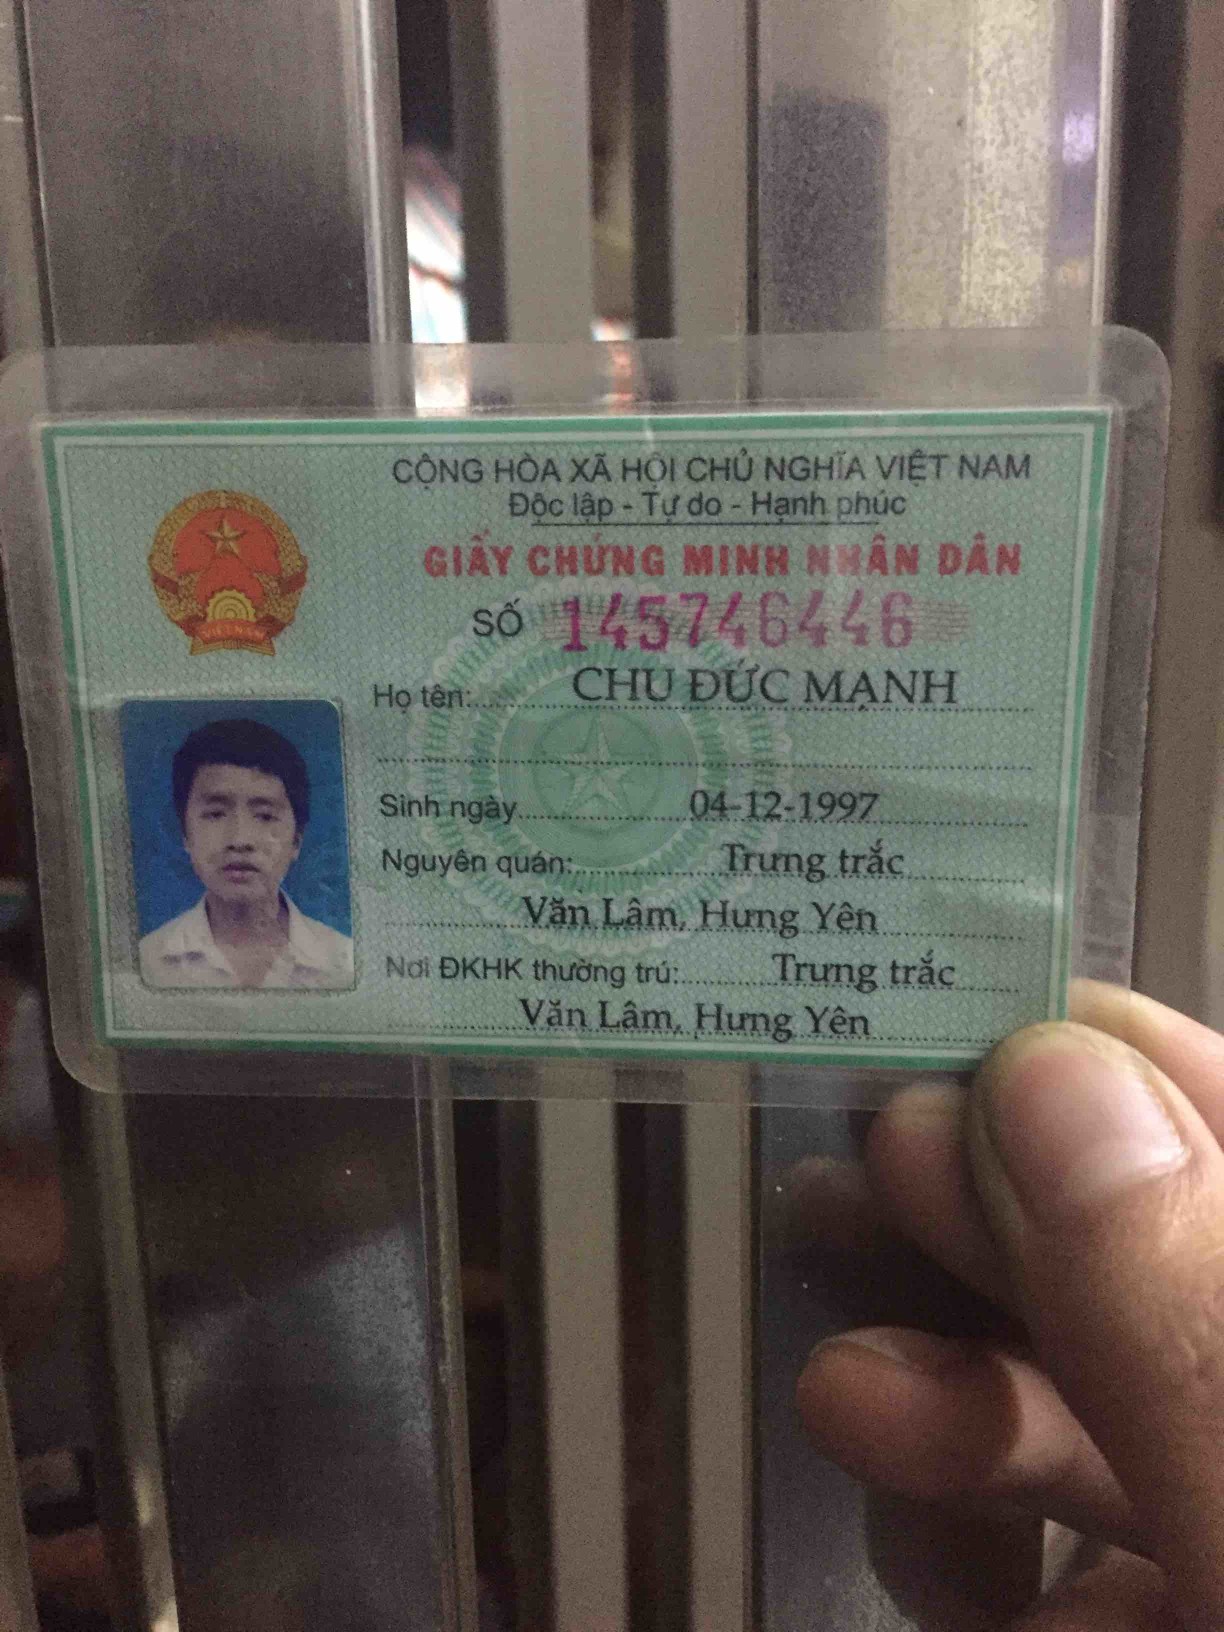 CỘNG HÒA XÃ HỘI CHỦ NGHĨA VIỆT NAM
Độc lập - Tự do - Hạnh phúc
GIẤY CHỨNG MINH NHÂN DÂN
SỐ 145746446
Họ tên: CHU ĐỨC MẠNH
Sinh ngày 04-12-1997
Nguyên quán: Trưng trắc
Văn Lâm, Hưng Yên
Nơi ĐKHK thường trú: Trưng trắc
Văn Lâm, Hưng Yên
VIỆT NAM